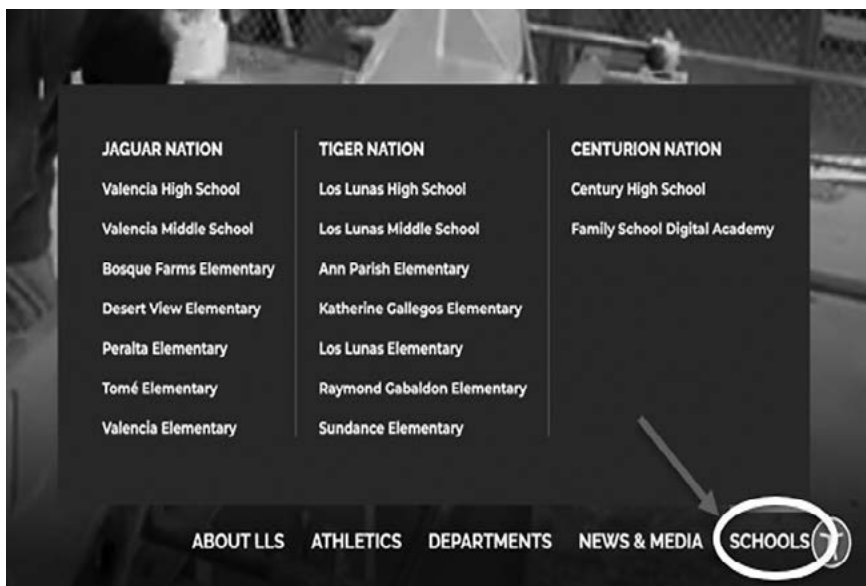 JAGUAR NATION
Valencia High School
Valencia Middle School
Bosque Farms Elementary
Desert View Elementary
Peralta Elementary
Tomé Elementary
Valencia Elementary
TIGER NATION
Los Lunas High School
Los Lunas Middle School
Ann Parish Elementary
Katherine Gallegos Elementary
Los Lunas Elementary
Raymond Gabaldon Elementary
Sundance Elementary
CENTURION NATION
Century High School
Family School Digital Academy
ABOUT LLS ATHLETICS DEPARTMENTS NEWS & MEDIA SCHOOLS